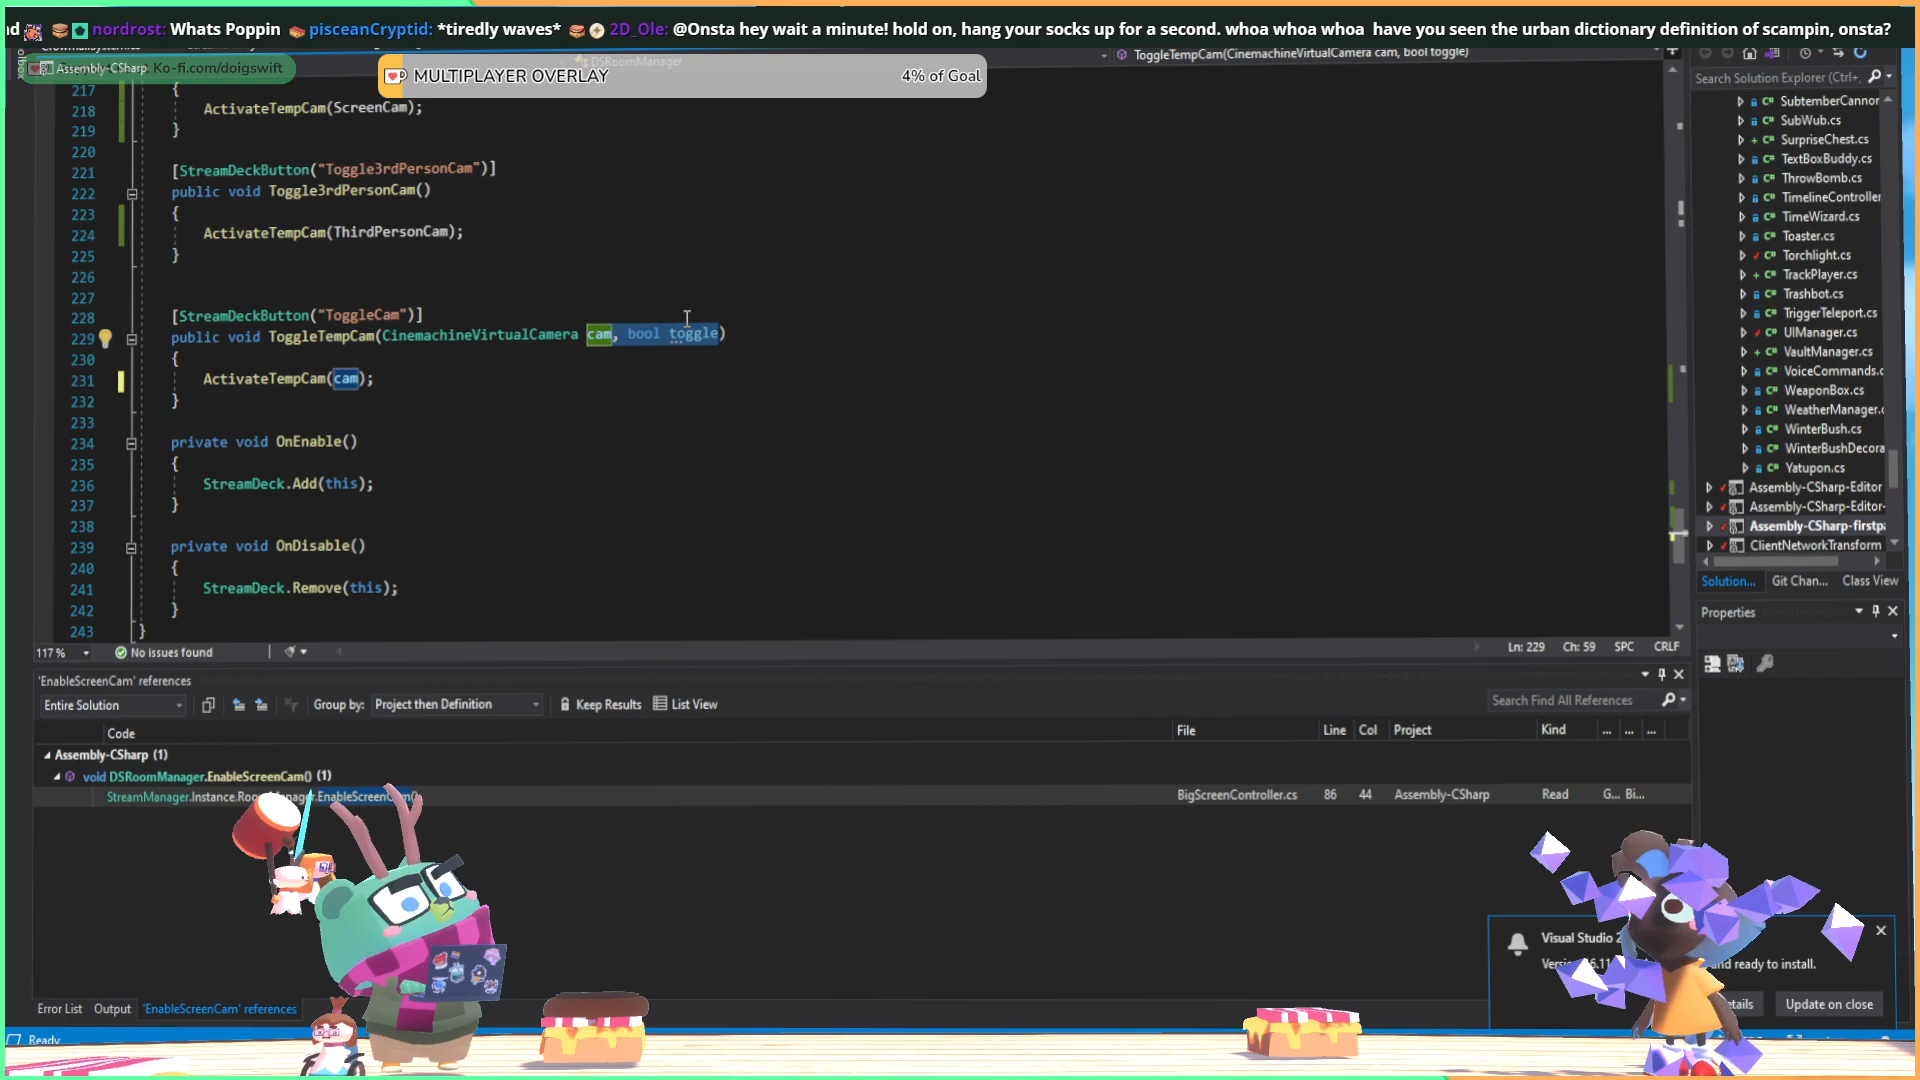 nordrost: Whats Poppin pisceanCryptid: *tiredly waves* 2D_Ole: @Onsta hey wait a minute! hold on, hang your socks up for a second. whoa whoa whoa have you seen the urban dictionary definition of scampin, onsta?
Assembly-CSharp
Ko-fi.com/doigswift
MULTIPLAYER OVERLAY
4% of Goal
DSRoomManager
ToggleTempCam(CinemachineVirtualCamera cam, bool toggle)
217 {
218 ActivateTempCam(ScreenCam);
219 }
220
221 [StreamDeckButton("Toggle3rdPersonCam")]
222 public void Toggle3rdPersonCam()
223 {
224 ActivateTempCam(ThirdPersonCam);
225 }
226
227
228 [StreamDeckButton("ToggleCam")]
229 public void ToggleTempCam(CinemachineVirtualCamera cam, bool toggle)
230 {
231 ActivateTempCam(cam);
232 }
233
234 private void OnEnable()
235 {
236 StreamDeck.Add(this);
237 }
238
239 private void OnDisable()
240 {
241 StreamDeck.Remove(this);
242 }
243 }
117 %
No issues found
Ln: 229 Ch: 59 SPC CRLF
Search Solution Explorer (Ctrl+;
C# SubtemberCannon
C# SubWub.cs
C# SurpriseChest.cs
C# TextBoxBuddy.cs
C# ThrowBomb.cs
C# TimelineController
C# TimeWizard.cs
C# Toaster.cs
C# Torchlight.cs
C# TrackPlayer.cs
C# Trashbot.cs
C# TriggerTeleport.cs
C# UIManager.cs
C# VaultManager.cs
C# VoiceCommands.c
C# WeaponBox.cs
C# WeatherManager.c
C# WinterBush.cs
C# WinterBushDecora
C# Yatupon.cs
Assembly-CSharp-Editor
Assembly-CSharp-Editor-
Assembly-CSharp-firstpa
ClientNetworkTransform
Solution... Git Chan... Class View
Properties
'EnableScreenCam' references
Entire Solution
Group by: Project then Definition
Keep Results
List View
Search Find All References
Code File Line Col Project Kind ... ... ...
Assembly-CSharp (1)
void DSRoomManager.EnableScreenCam() (1)
BigScreenController.cs 86 44 Assembly-CSharp Read G... Bi...
Visual Studio
and ready to install.
Update on close
Error List Output 'EnableScreenCam' references
Ready